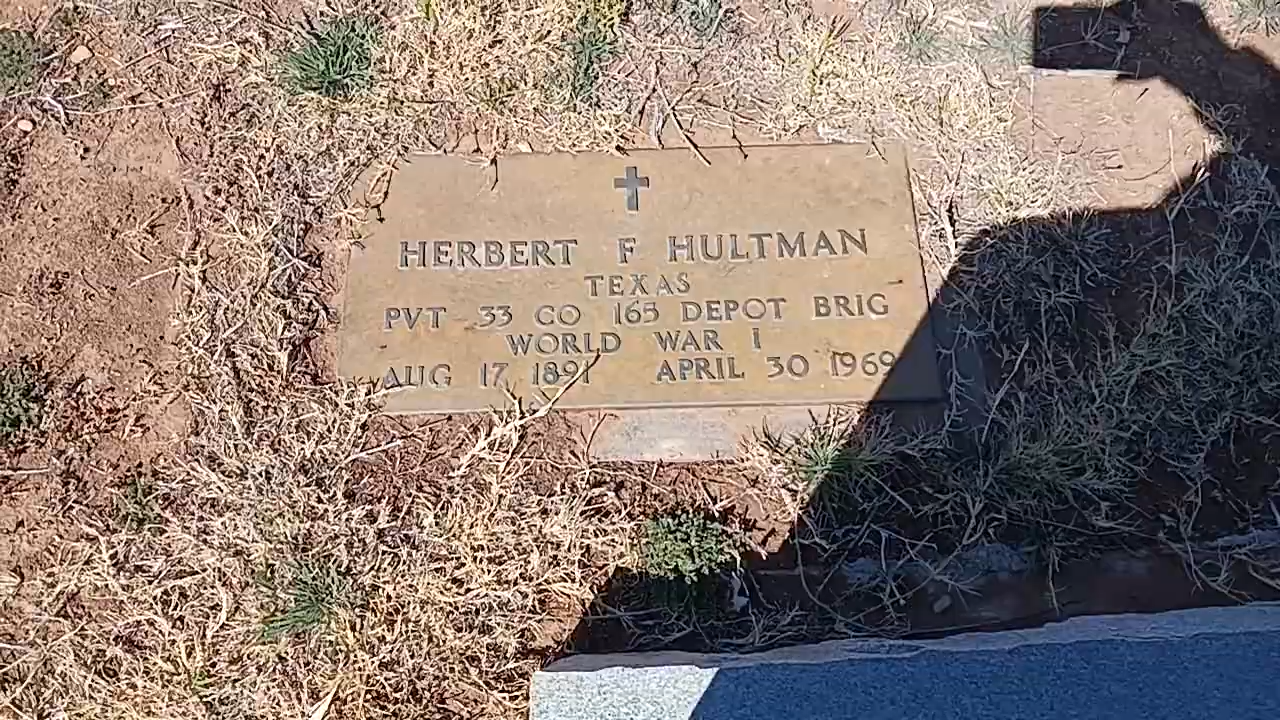 HERBERT F HULTMAN
TEXAS
PVT 33 CO 165 DEPOT BRIG
WORLD WAR I
AUG 17 1891 APRIL 30 1969